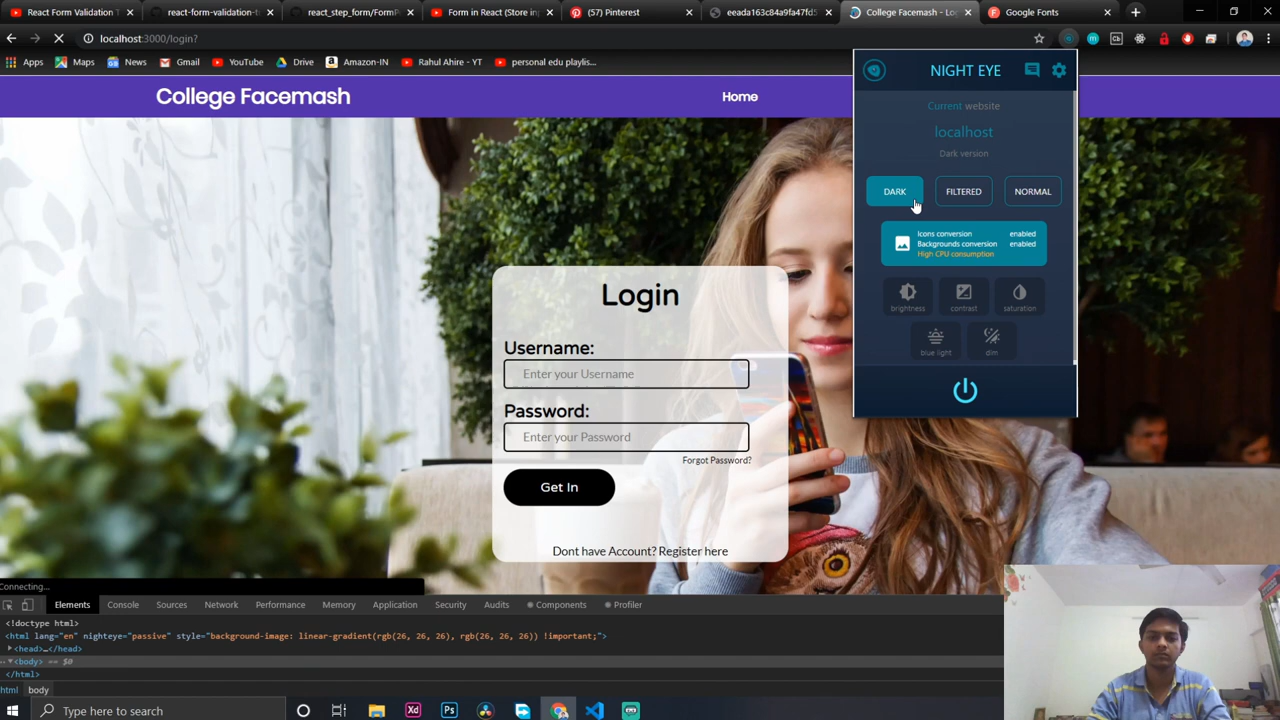 React Form Validation T
react-form-validation-t
react_step_form/FormP
Form in React (Store in
(57) Pinterest
eeada163c84a9fa47fd5
College Facemash - Lo
Google Fonts
localhost:3000/login?
Apps
Maps
News
Gmail
YouTube
Drive
Amazon-IN
Rahul Ahire - YT
personal edu playlis...
College Facemash
Home
NIGHT EYE
Current website
localhost
Dark version
DARK
FILTERED
NORMAL
Icons conversion enabled
Backgrounds conversion enabled
High CPU consumption
brightness
contrast
saturation
blue light
dim
Login
Username:
Enter your Username
Password:
Enter your Password
Forgot Password?
Get In
Dont have Account? Register here
Connecting...
Elements
Console
Sources
Network
Performance
Memory
Application
Security
Audits
Components
Profiler
<!doctype html>
<html lang="en" nighteye="passive" style="background-image: linear-gradient(rgb(26, 26, 26), rgb(26, 26, 26)) !important;">
<head>…</head>
<body> == $0
</html>
html body
Type here to search
Xd
Ps